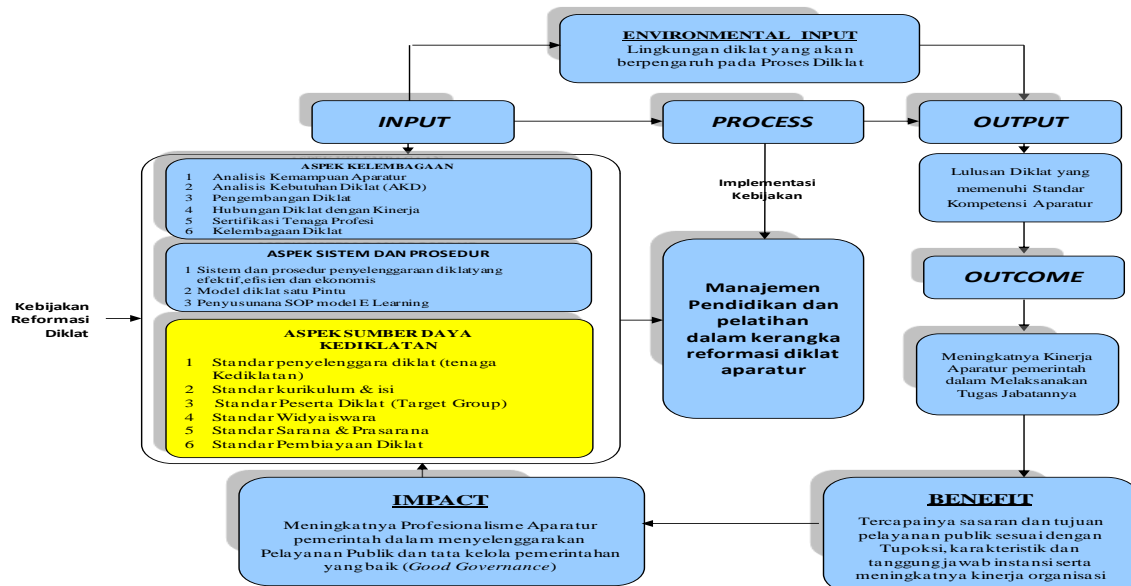 ENVIRONMENTAL INPUT
Lingkungan diklat yang akan
berpengaruh pada Proses Dilklat
INPUT
PROCESS
OUTPUT
ASPEK KELEMBAGAAN
1 Analisis Kemampuan Aparatur
2 Analisis Kebutuhan Diklat (AKD)
3 Pengembangan Diklat
4 Hubungan Diklat dengan Kinerja
5 Sertifikasi Tenaga Profesi
6 Kelembagaan Diklat
Implementasi
Kebijakan
Lulusan Diklat yang
memenuhi Standar
Kompetensi Aparatur
ASPEK SISTEM DAN PROSEDUR
1 Sistem dan prosedur penyelenggaraan diklatyang
efektif,efisien dan ekonomis
2 Model diklat satu Pintu
3 Penyusunana SOP model E Learning
OUTCOME
Kebijakan
Reformasi
Diklat
Manajemen
Pendidikan dan
pelatihan
dalam kerangka
reformasi diklat
aparatur
ASPEK SUMBER DAYA
KEDIKLATAN
1 Standar penyelenggara diklat (tenaga
Kediklatan)
2 Standar kurikulum & isi
3 Standar Peserta Diklat (Target Group)
4 Standar Widyaiswara
5 Standar Sarana & Prasarana
6 Standar Pembiayaan Diklat
Meningkatnya Kinerja
Aparatur pemerintah
dalam Melaksanakan
Tugas Jabatannya
IMPACT
Meningkatnya Profesionalisme Aparatur
pemerintah dalam menyelenggarakan
Pelayanan Publik dan tata kelola pemerintahan
yang baik (Good Governance)
BENEFIT
Tercapainya sasaran dan tujuan
pelayanan publik sesuai dengan
Tupoksi, karakteristik dan
tanggung jawab instansi serta
meningkatnya kinerja organisasi